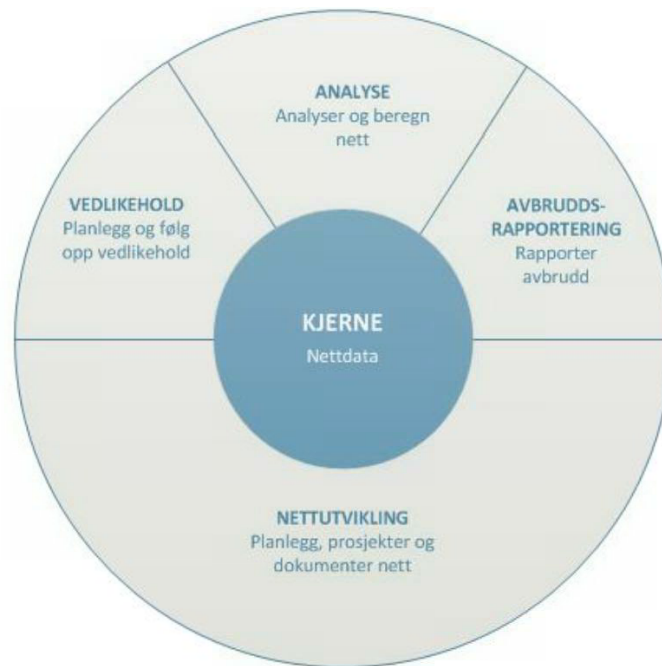 ANALYSE
Analyser og beregn
nett
VEDLIKEHOLD
Planlegg og følg
opp vedlikehold
AVBRUDDS-
RAPPORTERING
Rapporter
avbrudd
KJERNE
Nettdata
NETTUTVIKLING
Planlegg, prosjekter og
dokumenter nett